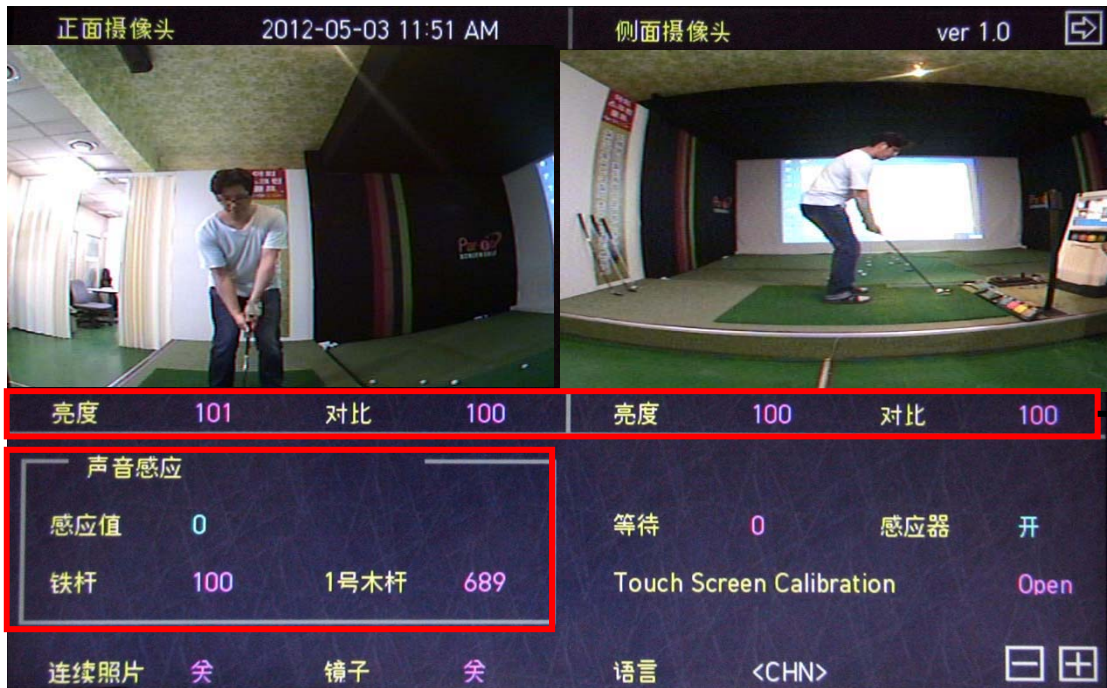 正面摄像头 2012-05-03 11:51 AM 侧面摄像头 ver 1.0
亮度 101 对比 100 亮度 100 对比 100
声音感应
感应值 0 等待 0 感应器 开
铁杆 100 1号木杆 689 Touch Screen Calibration Open
连续照片 关 镜子 关 语言 <CHN>